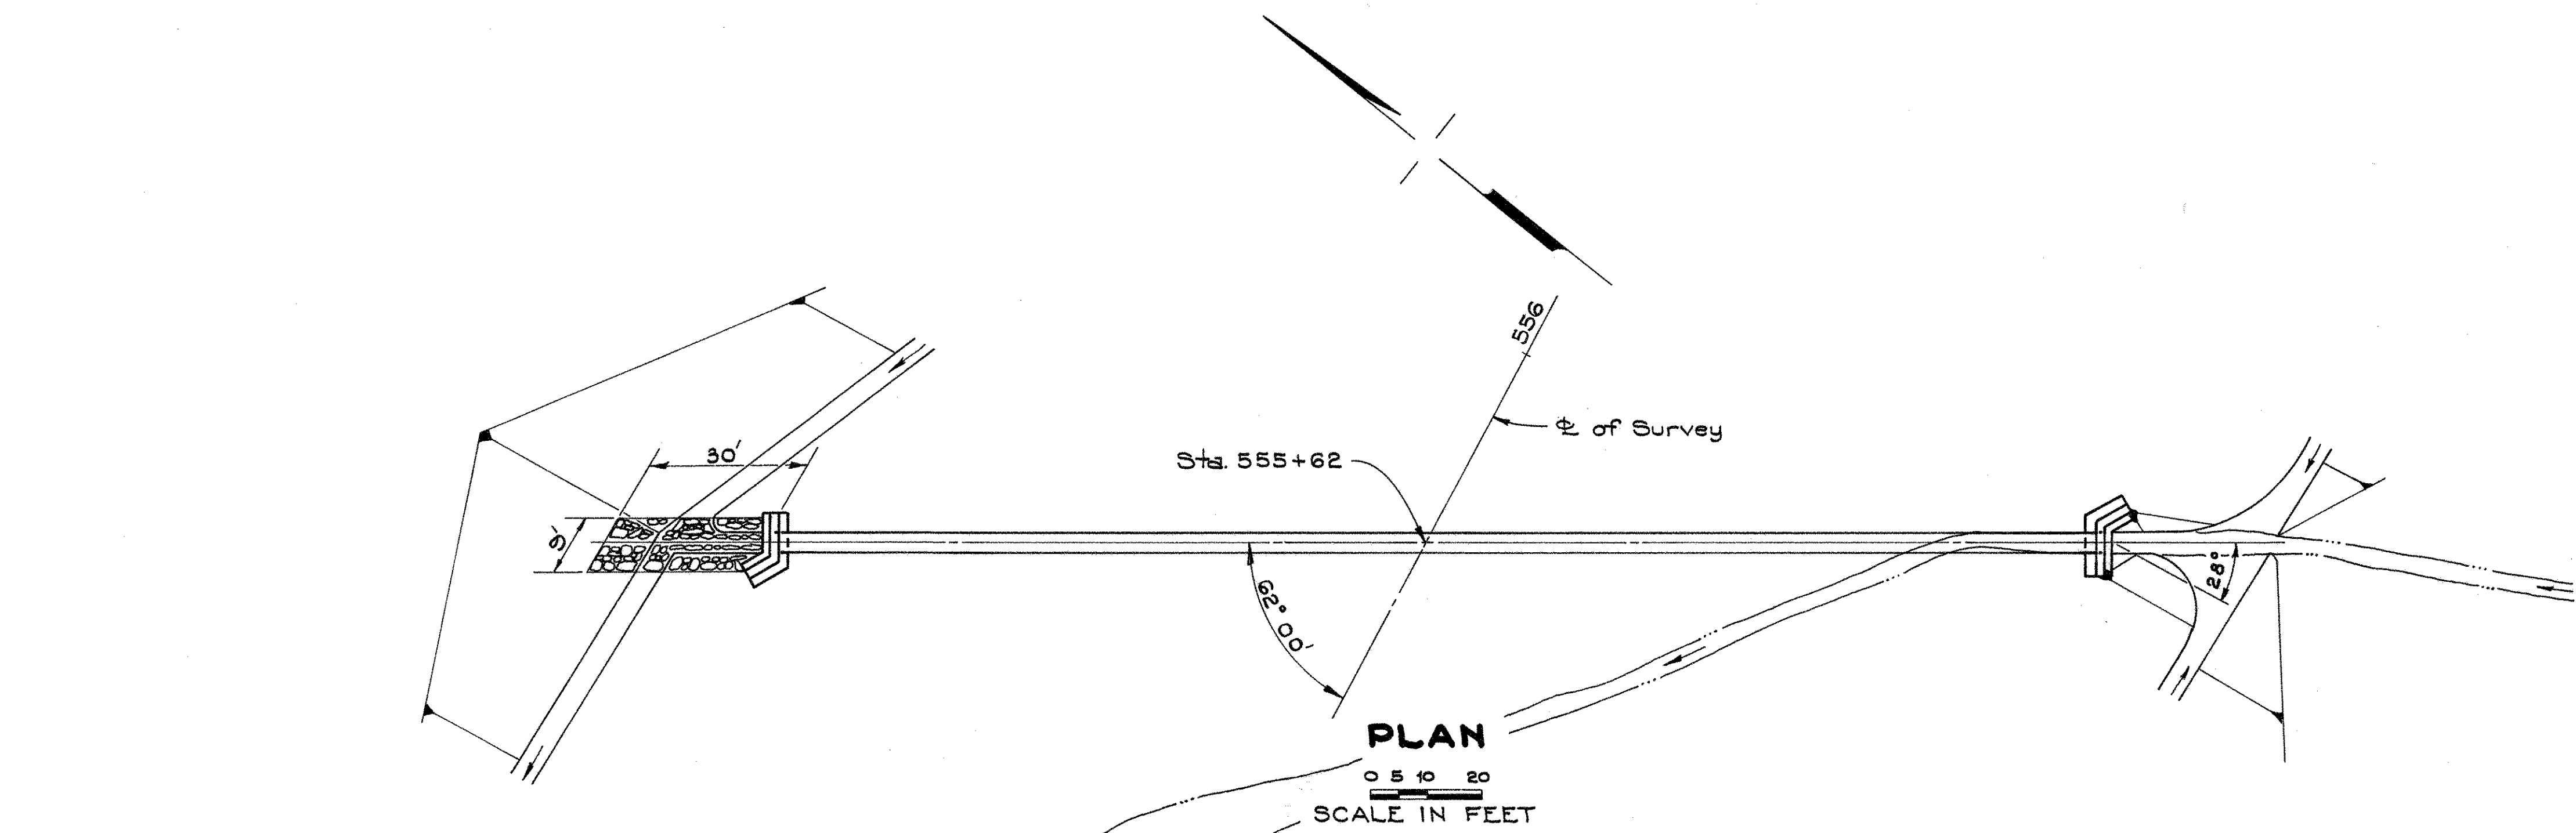 556
℄ of Survey
30'
Sta. 555+62
9'
28°
62° 00'
PLAN
0 5 10 20
SCALE IN FEET